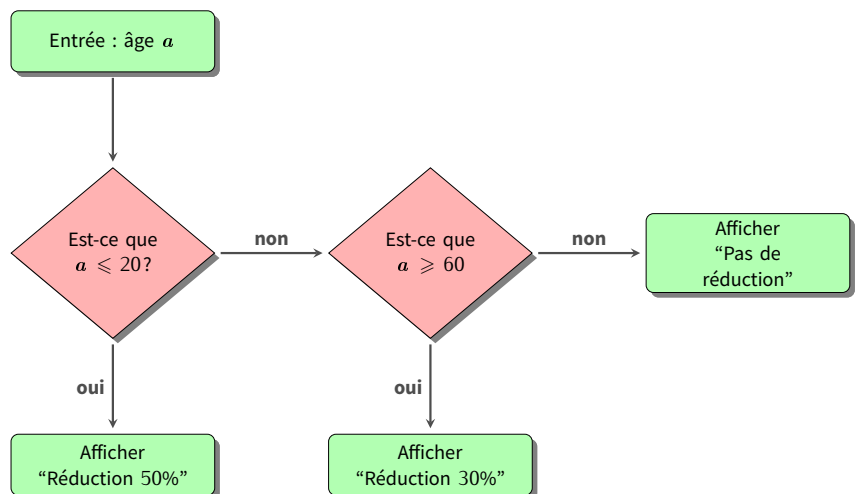 Entrée : âge a
Est-ce que
a ⩽ 20?
non
Est-ce que
a ⩾ 60
non
Afficher
“Pas de
réduction”
oui
oui
Afficher
“Réduction 50%”
Afficher
“Réduction 30%”